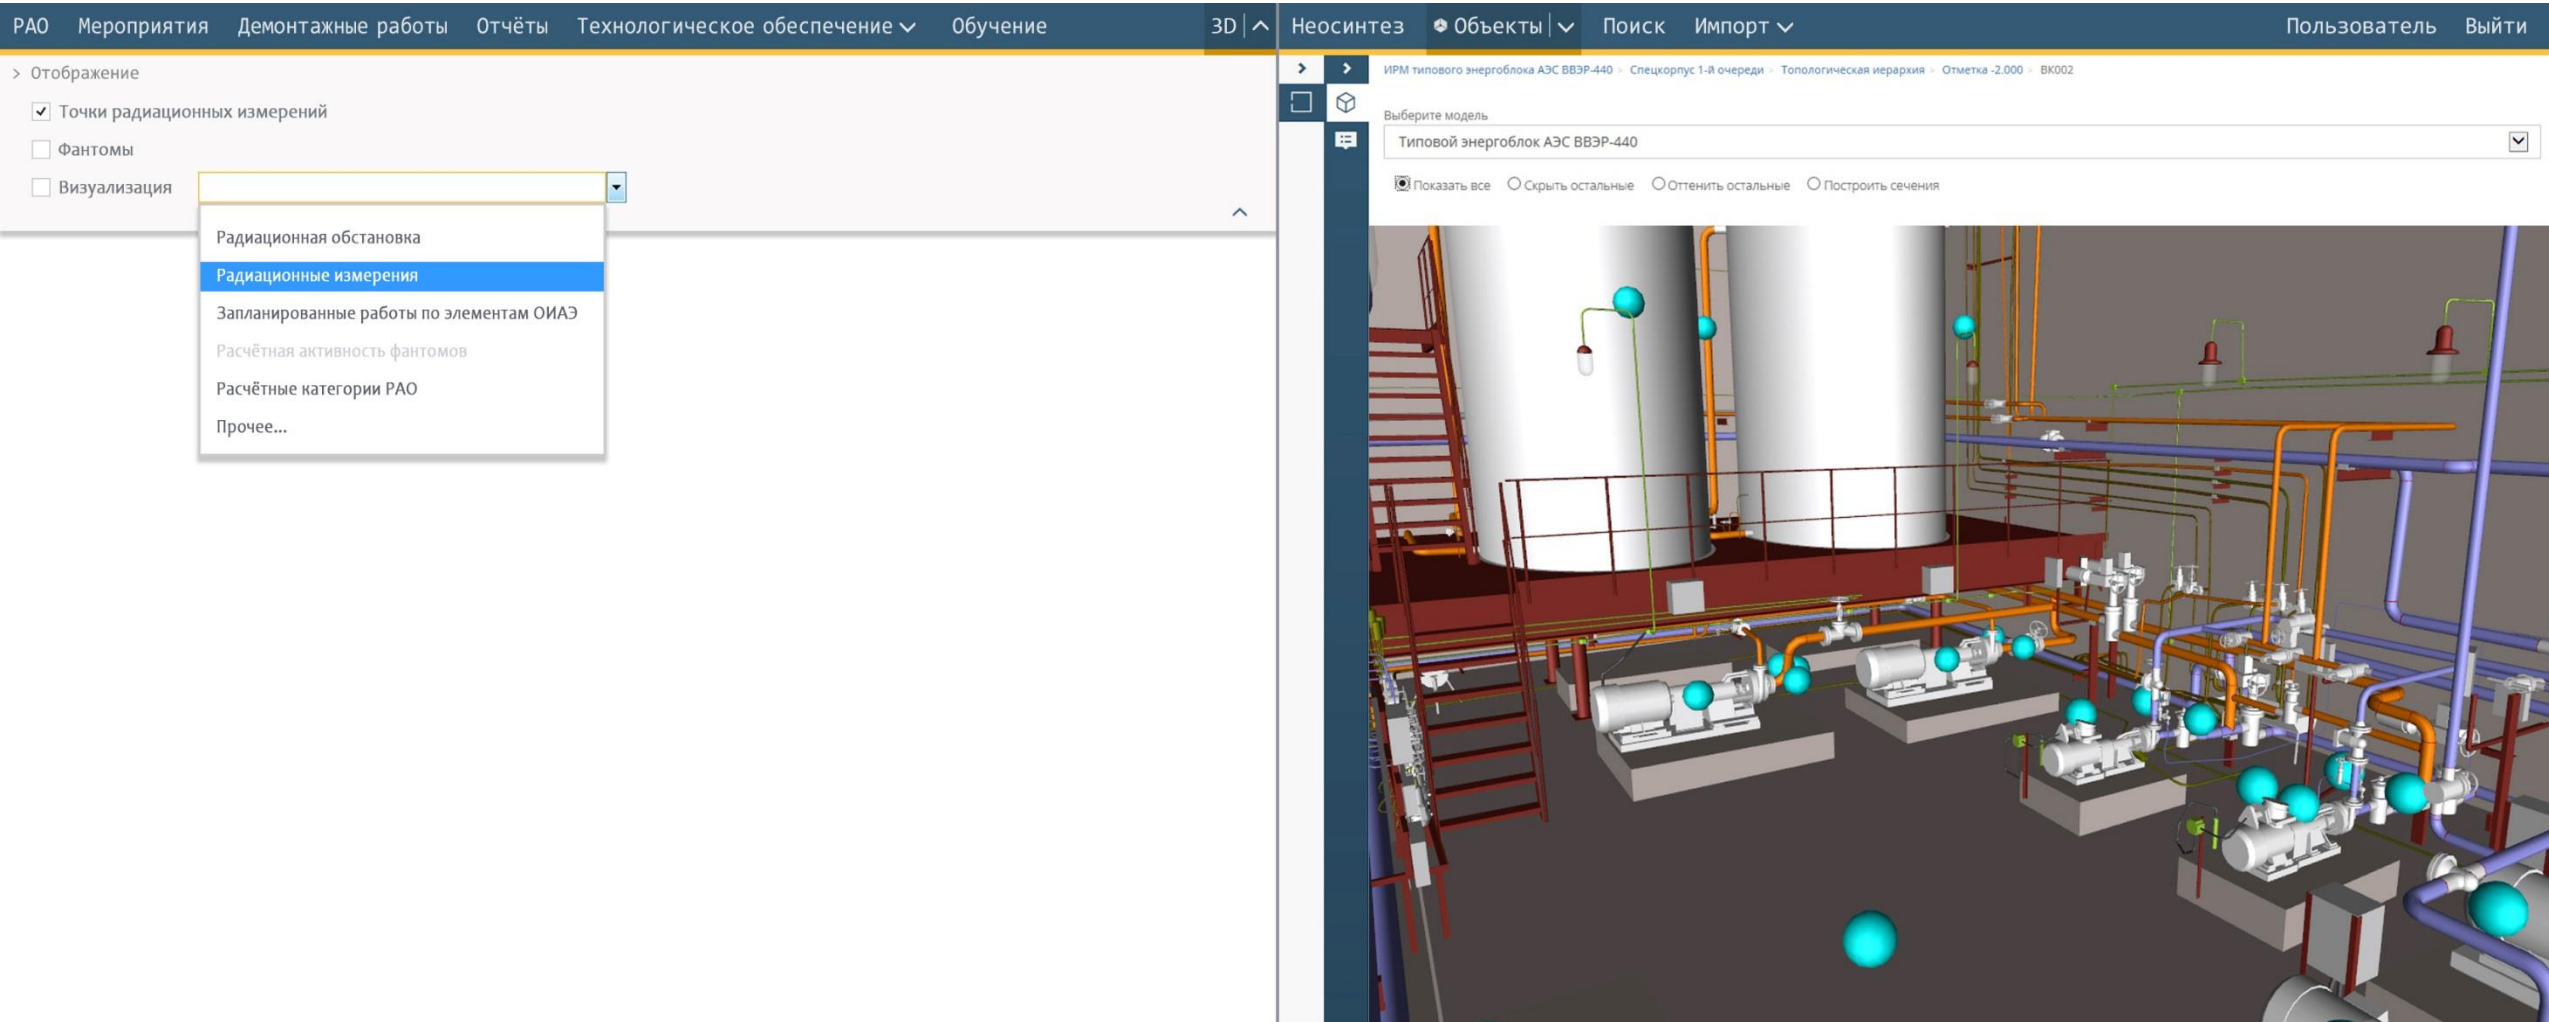 РАО Мероприятия Демонтажные работы Отчёты Технологическое обеспечение Обучение 3D
Неосинтез Объекты Поиск Импорт Пользователь Выйти
> Отображение
Точки радиационных измерений
Фантомы
Визуализация
Радиационная обстановка
Радиационные измерения
Запланированные работы по элементам ОИАЭ
Расчётная активность фантомов
Расчётные категории РАО
Прочее...
ИРМ типового энергоблока АЭС ВВЭР-440 > Спецкорпус 1-й очереди > Топологическая иерархия > Отметка -2.000 > ВК002
Выберите модель
Типовой энергоблок АЭС ВВЭР-440
Показать все Скрыть остальные Оттенить остальные Построить сечения